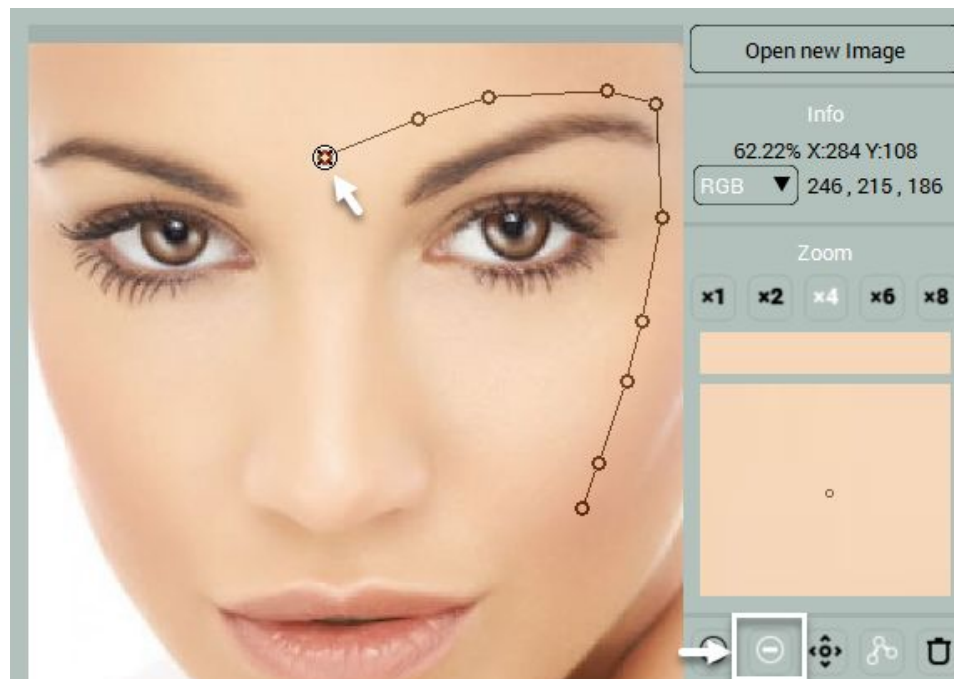 Open new Image
Info
62.22% X:284 Y:108
RGB ▼ 246 , 215 , 186
Zoom
×1 ×2 ×4 ×6 ×8